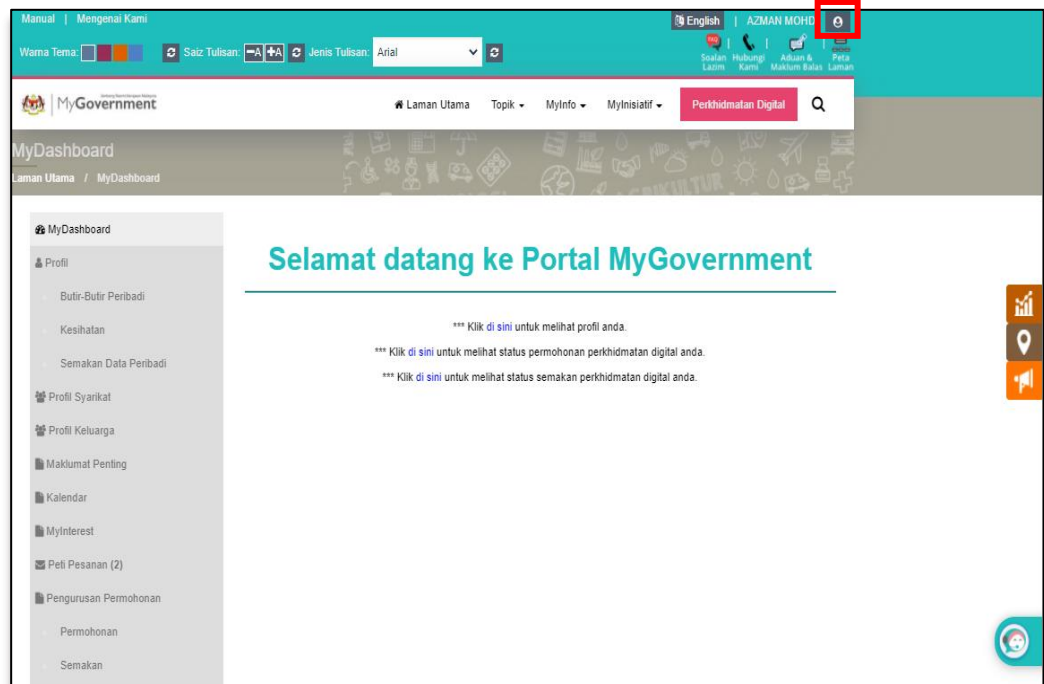 Manual | Mengenai Kami
English | AZMAN MOHD
Warna Tema: Saiz Tulisan: -A +A Jenis Tulisan: Arial
Soalan Lazim
Hubungi Kami
Aduan & Maklum Balas
Peta Laman
MyGovernment
Laman Utama Topik MyInfo MyInisiatif Perkhidmatan Digital
MyDashboard
Laman Utama / MyDashboard
MyDashboard
Profil
Butir-Butir Peribadi
Kesihatan
Semakan Data Peribadi
Profil Syarikat
Profil Keluarga
Maklumat Penting
Kalendar
MyInterest
Peti Pesanan (2)
Pengurusan Permohonan
Permohonan
Semakan
Selamat datang ke Portal MyGovernment
*** Klik di sini untuk melihat profil anda.
*** Klik di sini untuk melihat status permohonan perkhidmatan digital anda.
*** Klik di sini untuk melihat status semakan perkhidmatan digital anda.